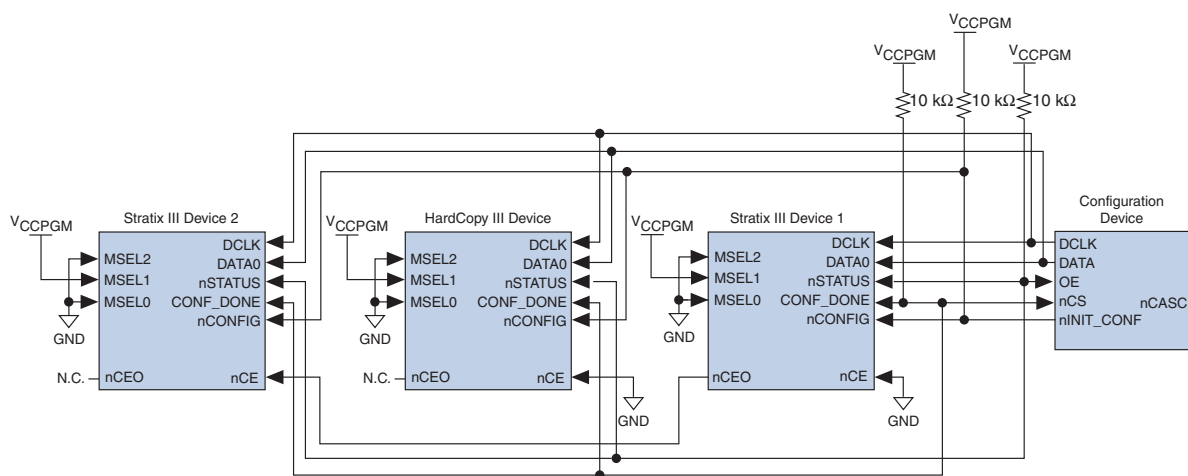 VCCPGM
VCCPGM
VCCPGM
10 kΩ
10 kΩ
10 kΩ
Stratix III Device 2
VCCPGM
MSEL2
MSEL1
MSEL0
GND
DCLK
DATA0
nSTATUS
CONF_DONE
nCONFIG
N.C.
nCEO
nCE
HardCopy III Device
VCCPGM
MSEL2
MSEL1
MSEL0
GND
DCLK
DATA0
nSTATUS
CONF_DONE
nCONFIG
N.C.
nCEO
nCE
GND
Stratix III Device 1
VCCPGM
MSEL2
MSEL1
MSEL0
GND
DCLK
DATA0
nSTATUS
CONF_DONE
nCONFIG
nCEO
nCE
GND
Configuration
Device
DCLK
DATA
OE
nCS
nCASC
nINIT_CONF